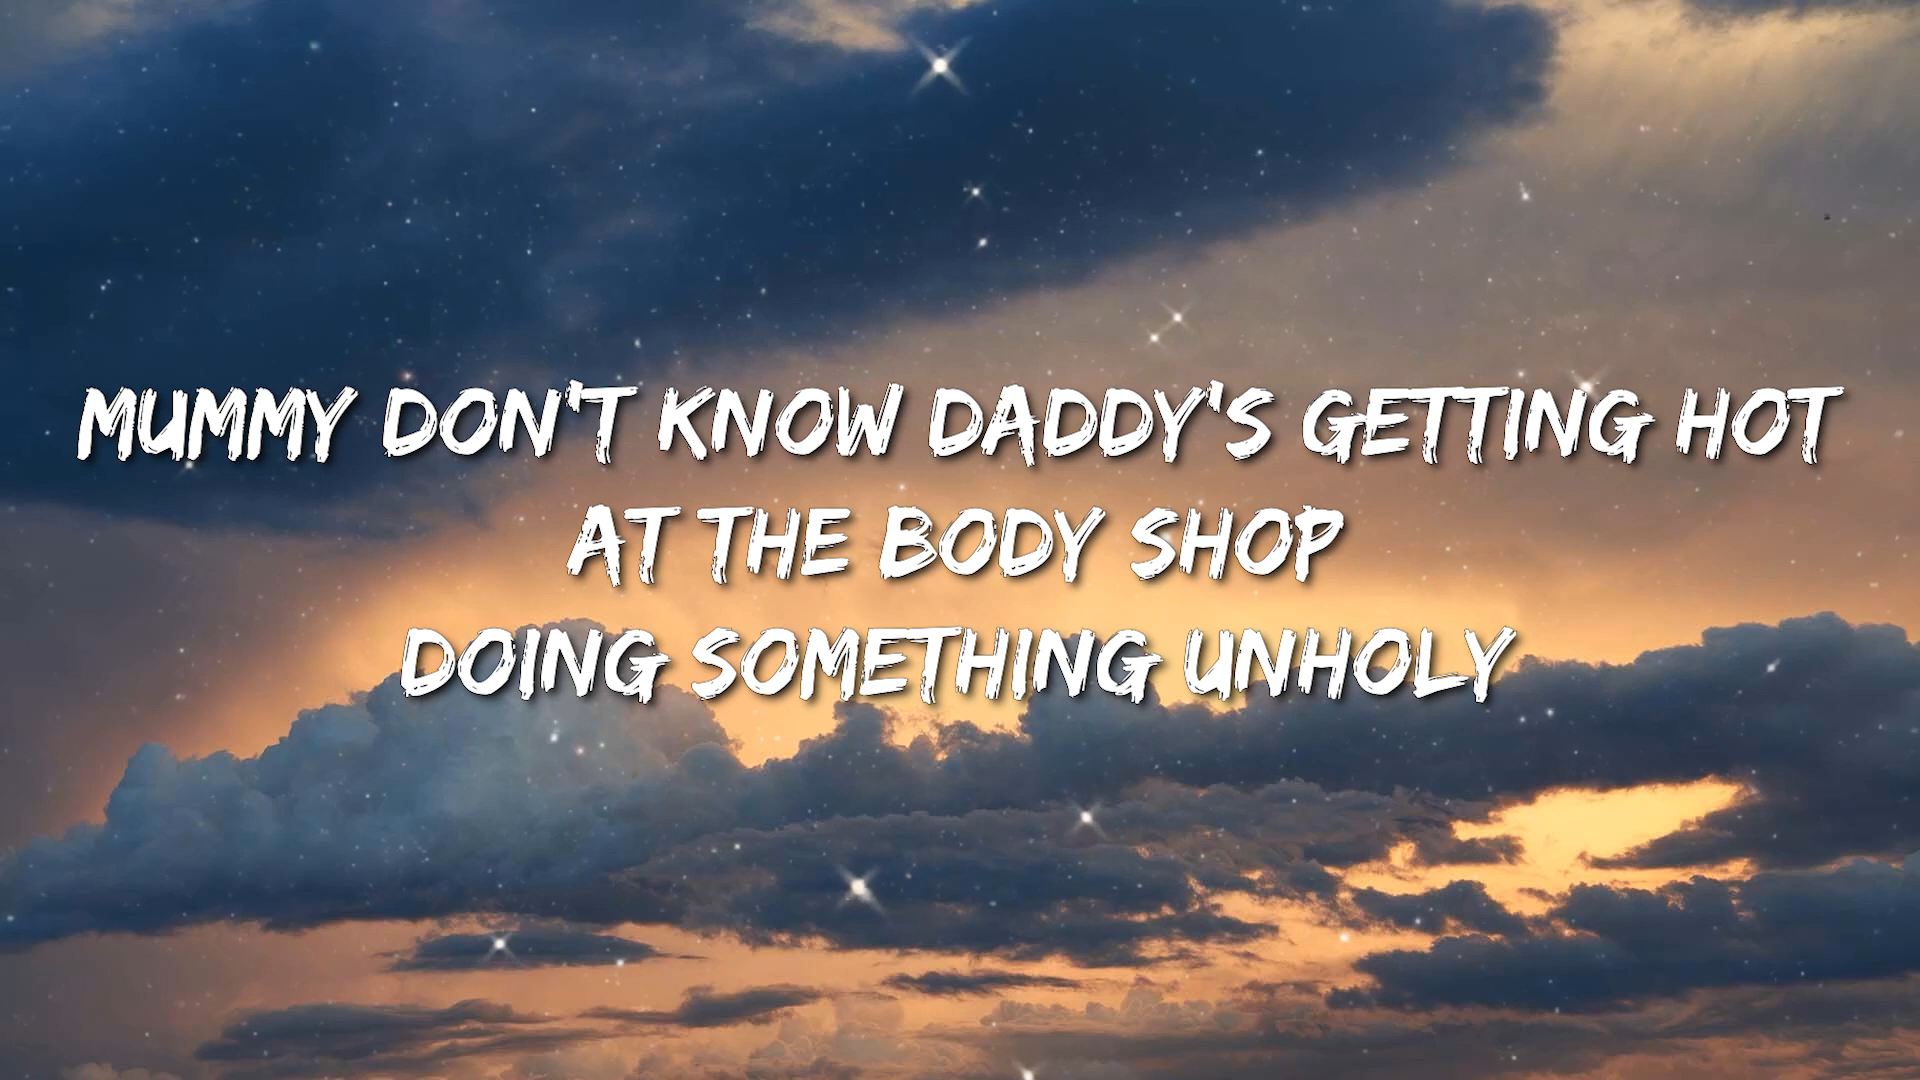 MUMMY DON'T KNOW DADDY'S GETTING HOT
AT THE BODY SHOP
DOING SOMETHING UNHOLY